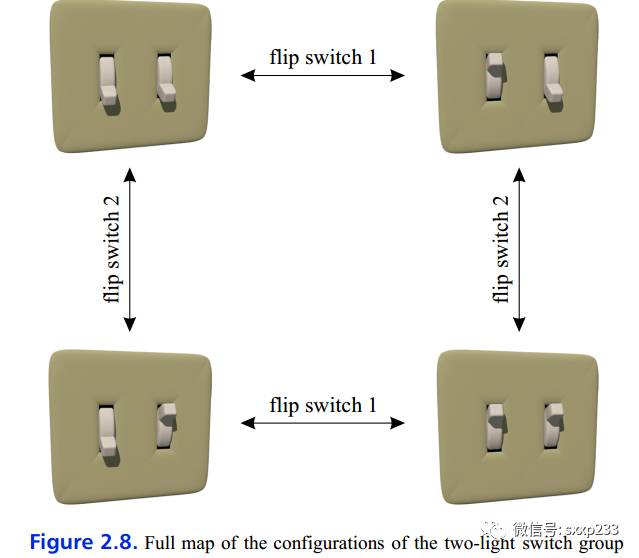 flip switch 1
flip switch 2
flip switch 2
flip switch 1
微信号: sxxp233
Figure 2.8. Full map of the configurations of the two-light switch group